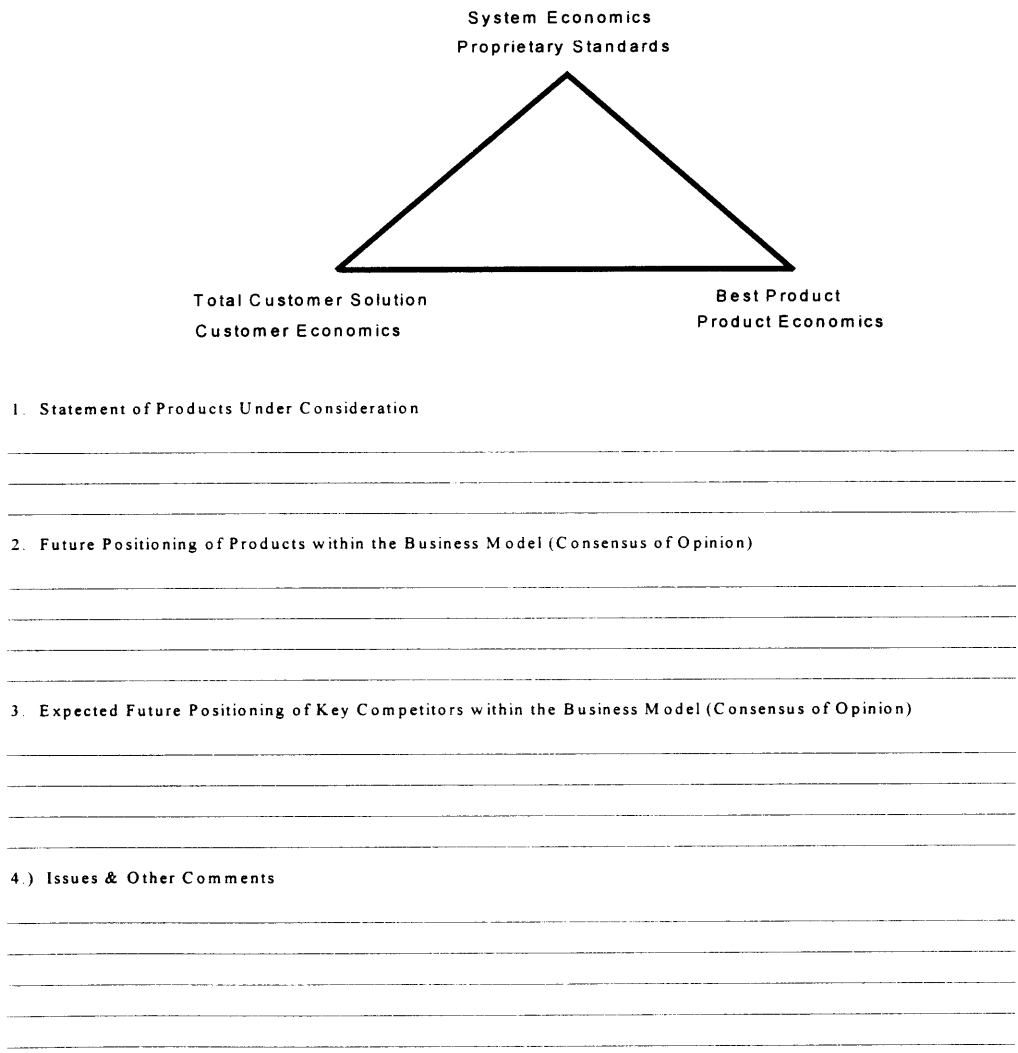 System Economics
Proprietary Standards
Total Customer Solution
Customer Economics
Best Product
Product Economics
1. Statement of Products Under Consideration
2. Future Positioning of Products within the Business Model (Consensus of Opinion)
3. Expected Future Positioning of Key Competitors within the Business Model (Consensus of Opinion)
4.) Issues & Other Comments